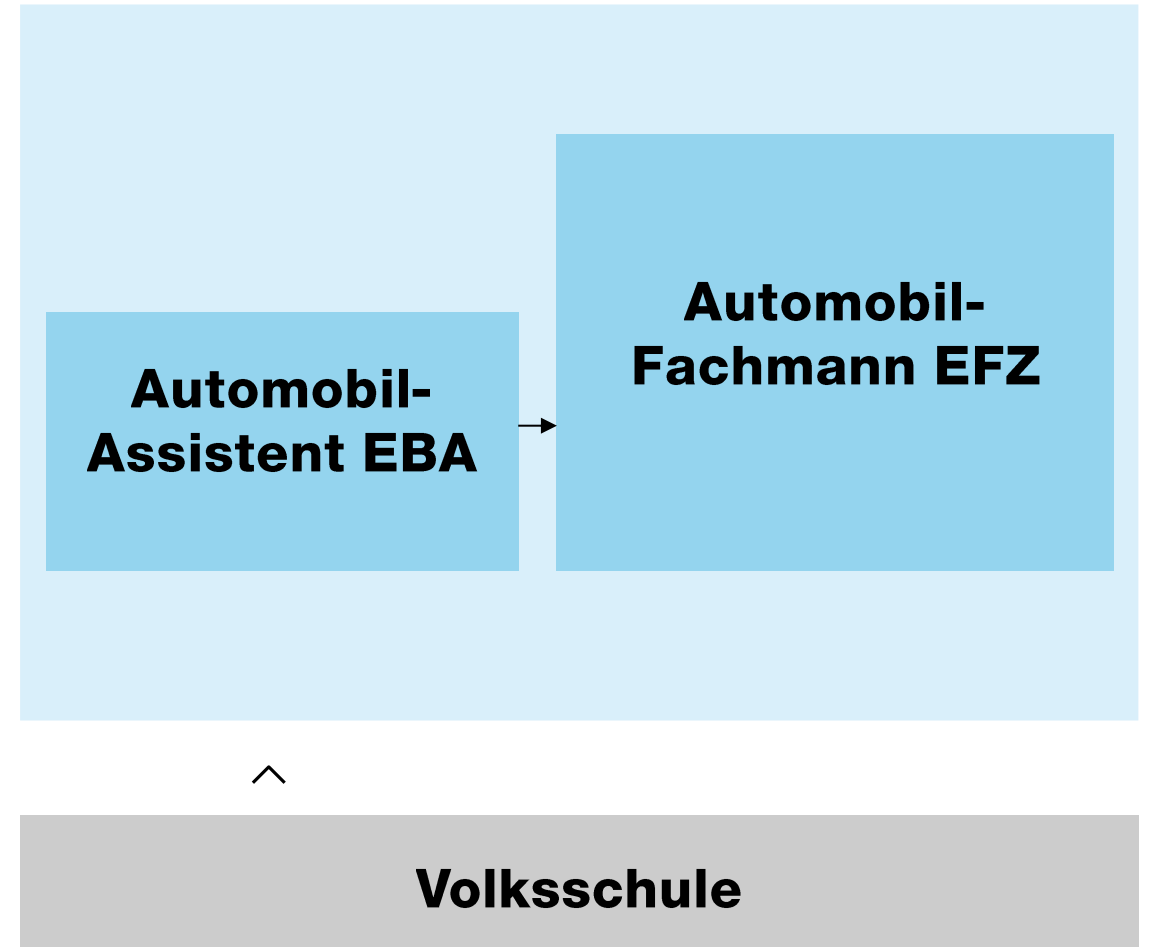 Automobil-
Assistent EBA
Automobil-
Fachmann EFZ
Volksschule